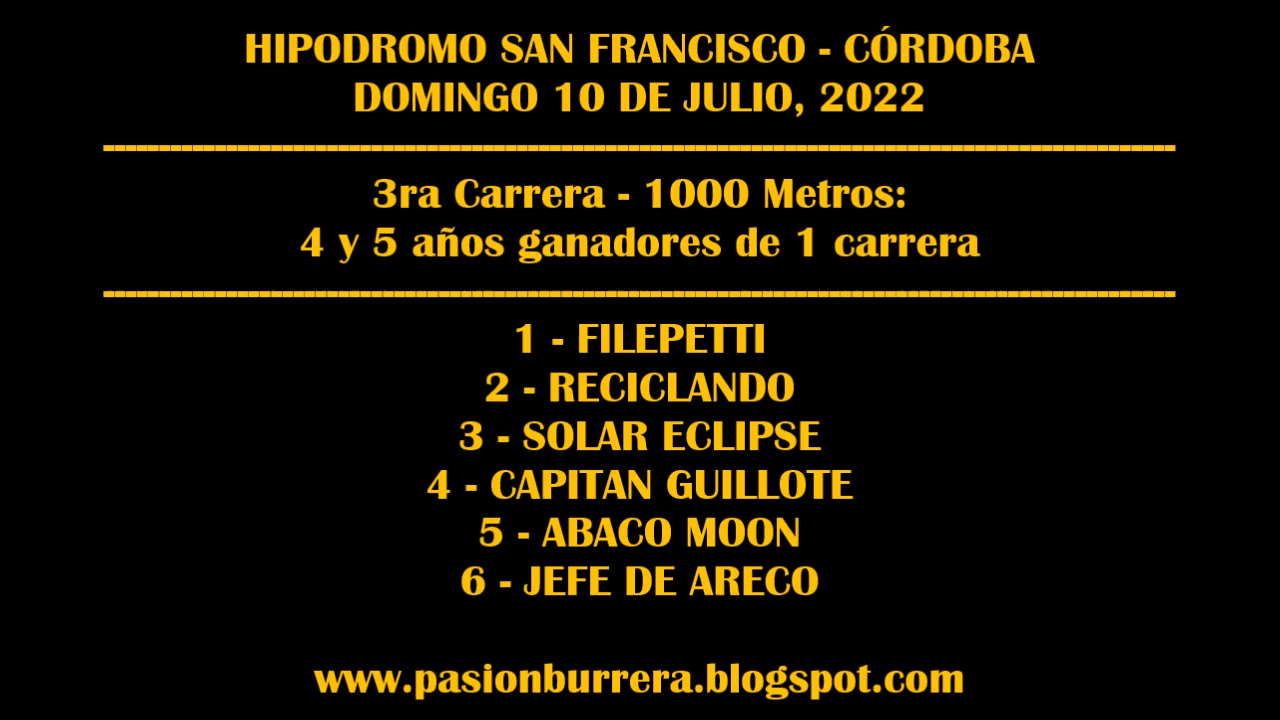 HIPODROMO SAN FRANCISCO - CÓRDOBA
DOMINGO 10 DE JULIO, 2022
----------------------------------------------------------------------------------------------------
3ra Carrera - 1000 Metros:
4 y 5 años ganadores de 1 carrera
----------------------------------------------------------------------------------------------------
1 - FILEPETTI
2 - RECICLANDO
3 - SOLAR ECLIPSE
4 - CAPITAN GUILLOTE
5 - ABACO MOON
6 - JEFE DE ARECO
www.pasionburrera.blogspot.com